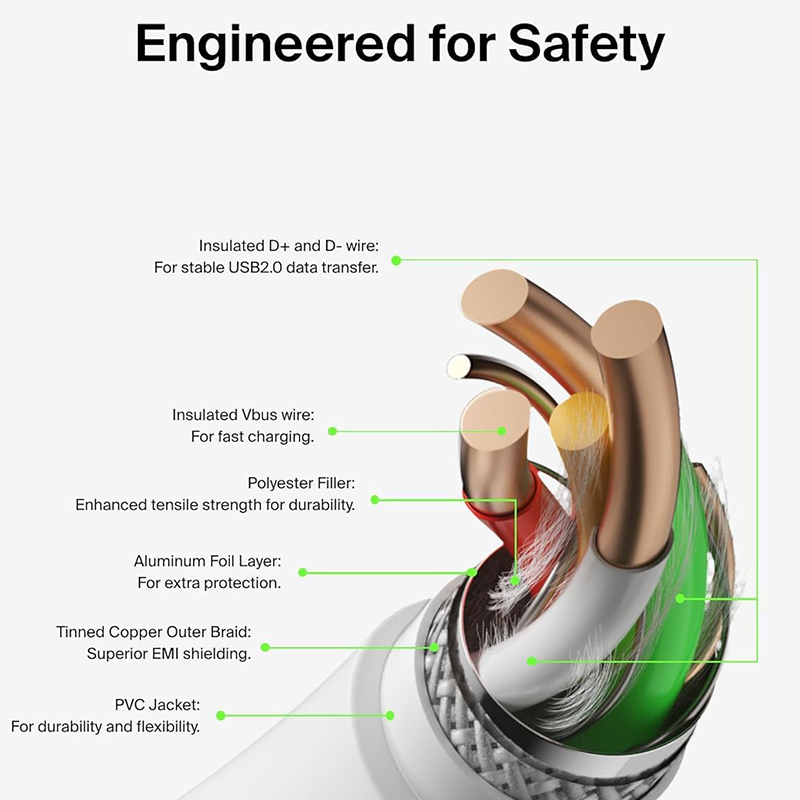 Engineered for Safety
Insulated D+ and D- wire:
For stable USB2.0 data transfer.
Insulated Vbus wire:
For fast charging.
Polyester Filler:
Enhanced tensile strength for durability.
Aluminum Foil Layer:
For extra protection.
Tinned Copper Outer Braid:
Superior EMI shielding.
PVC Jacket:
For durability and flexibility.